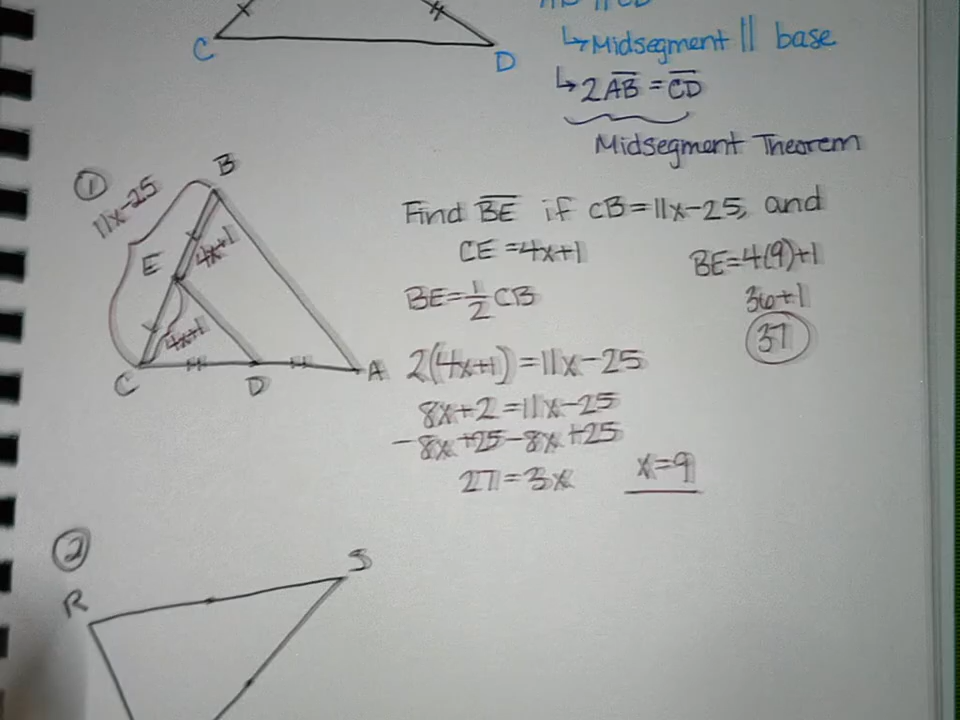 C
D
↳Midsegment || base
↳2AB = CD
Midsegment Theorem
①
11x-25
B
E
4x+1
4x+1
C
D
A
Find BE if CB=11x-25, and
CE=4x+1
BE=1/2 CB
2(4x+1)=11x-25
8x+2=11x-25
-8x+25-8x+25
27=3x
x=9
BE=4(9)+1
36+1
37
②
R
S